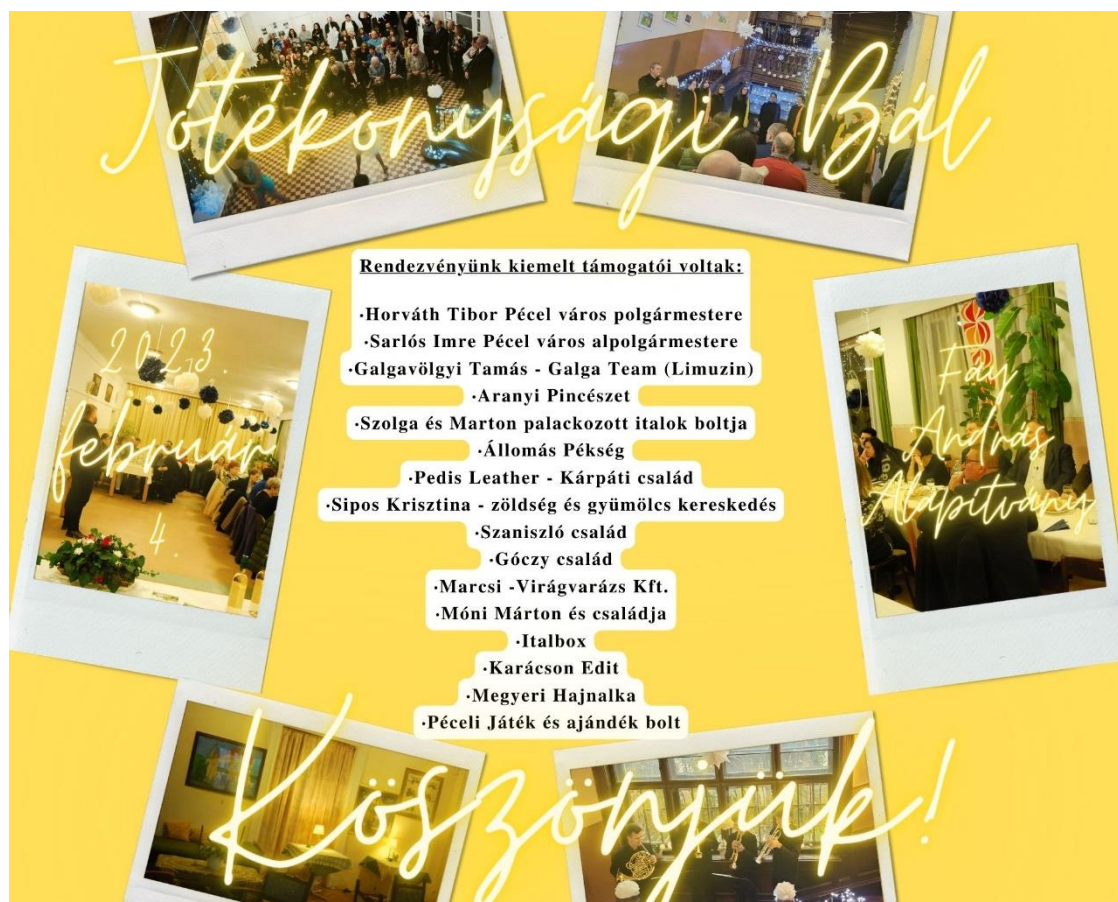 Jótékonysági Bál
Rendezvényünk kiemelt támogatói voltak:
·Horváth Tibor Pécel város polgármestere
·Sarlós Imre Pécel város alpolgármestere
·Galgavölgyi Tamás - Galga Team (Limuzin)
·Aranyi Pincészet
·Szolga és Marton palackozott italok boltja
·Állomás Pékség
·Pedis Leather - Kárpáti család
·Sipos Krisztina - zöldség és gyümölcs kereskedés
·Szaniszló család
·Góczy család
·Marcsi -Virágvarázs Kft.
·Móni Márton és családja
·Italbox
·Karácson Edit
·Megyeri Hajnalka
·Péceli Játék és ajándék bolt
2023.
február
4.
Fáy
András
Alapítvány
Köszönjük!